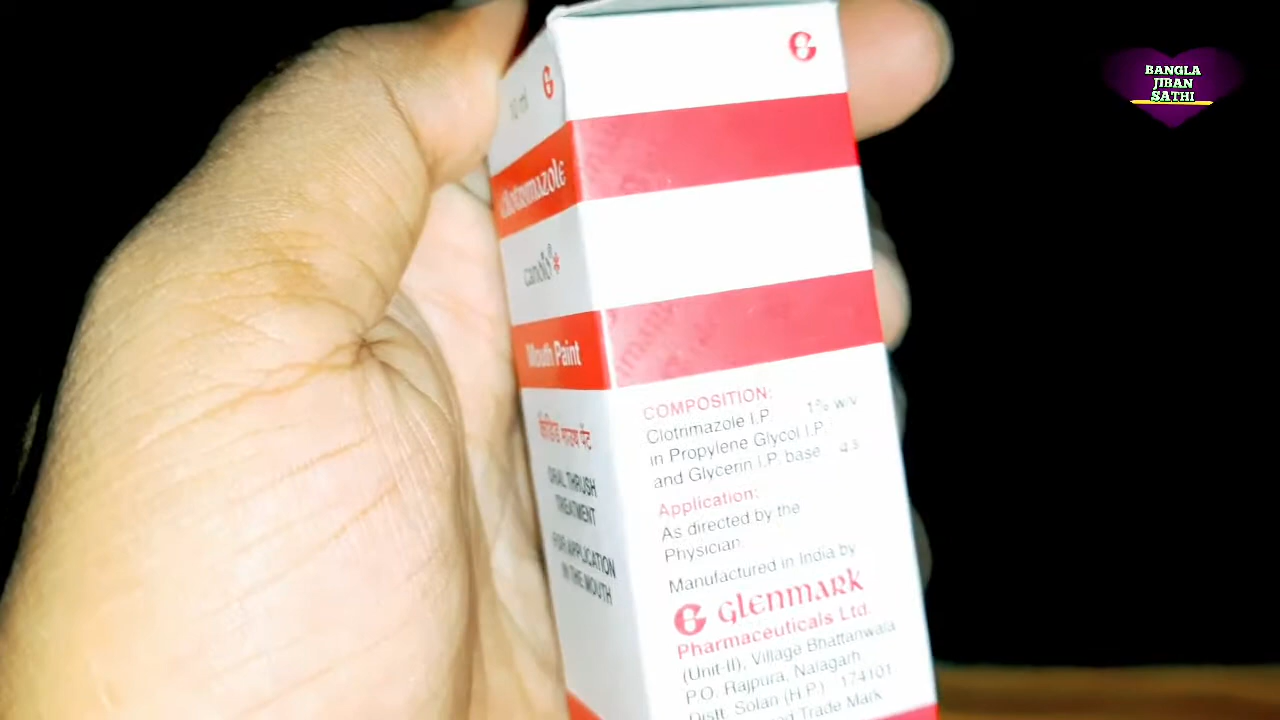 BANGLA
JIBAN
SATHI
10 ml
clotrimazole
candid®*
Mouth Paint
कॅन्डिड माउथ पेंट
ORAL THRUSH
TREATMENT
FOR APPLICATION
IN THE MOUTH
COMPOSITION:
Clotrimazole I.P. 1% w/v
in Propylene Glycol I.P.
and Glycerin I.P. base q.s
Application:
As directed by the
Physician.
Manufactured in India by
glenmark
Pharmaceuticals Ltd.
(Unit-II), Village Bhattanwala
P.O. Rajpura, Nalagarh
Distt. Solan (H.P.) 174101
Trade Mark